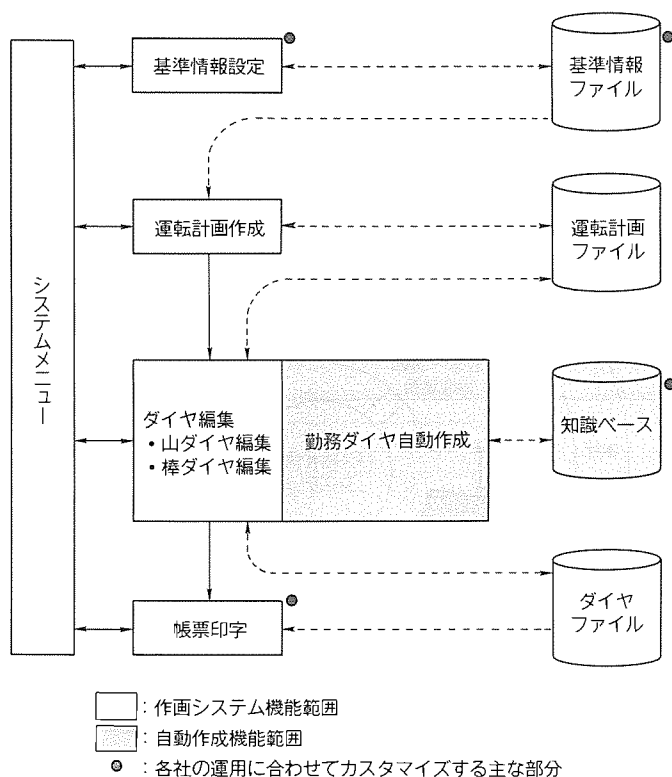 基準情報設定
基準情報
ファイル
運転計画作成
運転計画
ファイル
システムメニュー
ダイヤ編集
・山ダイヤ編集
・棒ダイヤ編集
勤務ダイヤ自動作成
知識ベース
帳票印字
ダイヤ
ファイル
：作画システム機能範囲
：自動作成機能範囲
：各社の運用に合わせてカスタマイズする主な部分